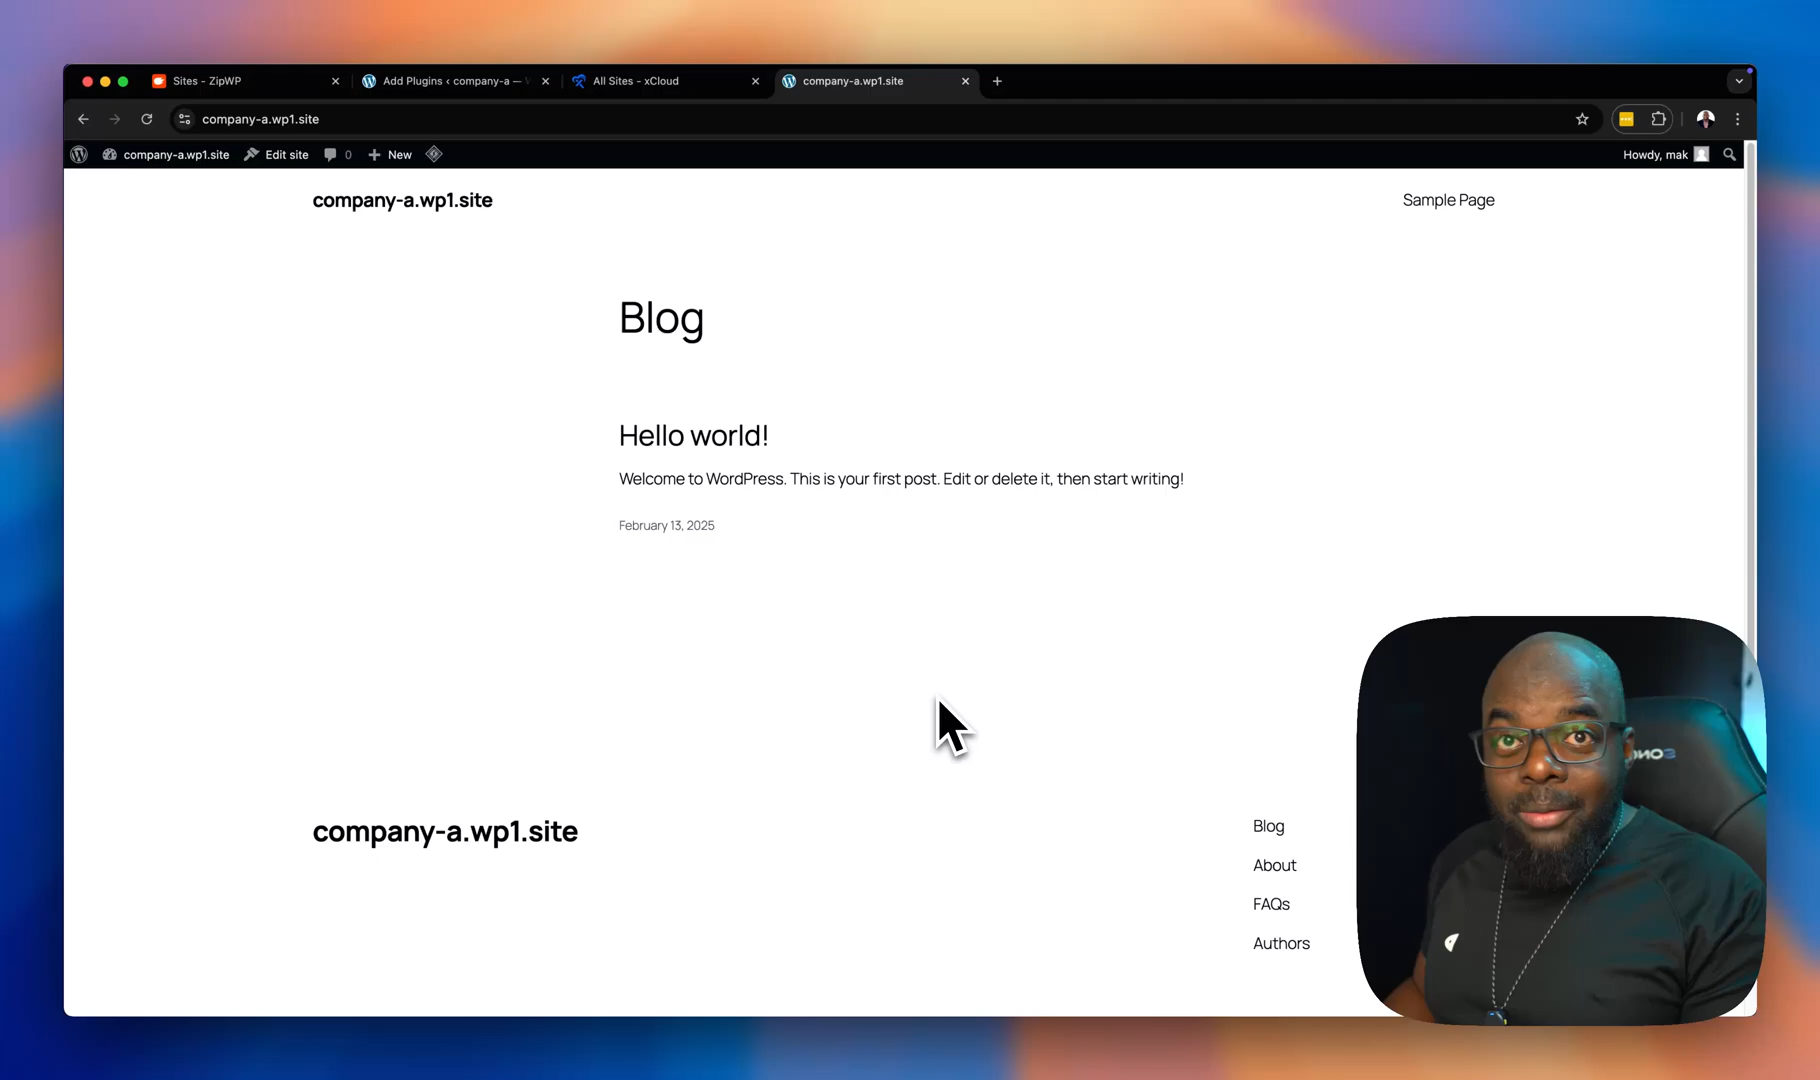 Sites - ZipWP
Add Plugins ‹ company-a —
All Sites - xCloud
company-a.wp1.site
company-a.wp1.site
company-a.wp1.site
Edit site
0
New
Howdy, mak
company-a.wp1.site
Sample Page
Blog
Hello world!
Welcome to WordPress. This is your first post. Edit or delete it, then start writing!
February 13, 2025
company-a.wp1.site
Blog
About
FAQs
Authors